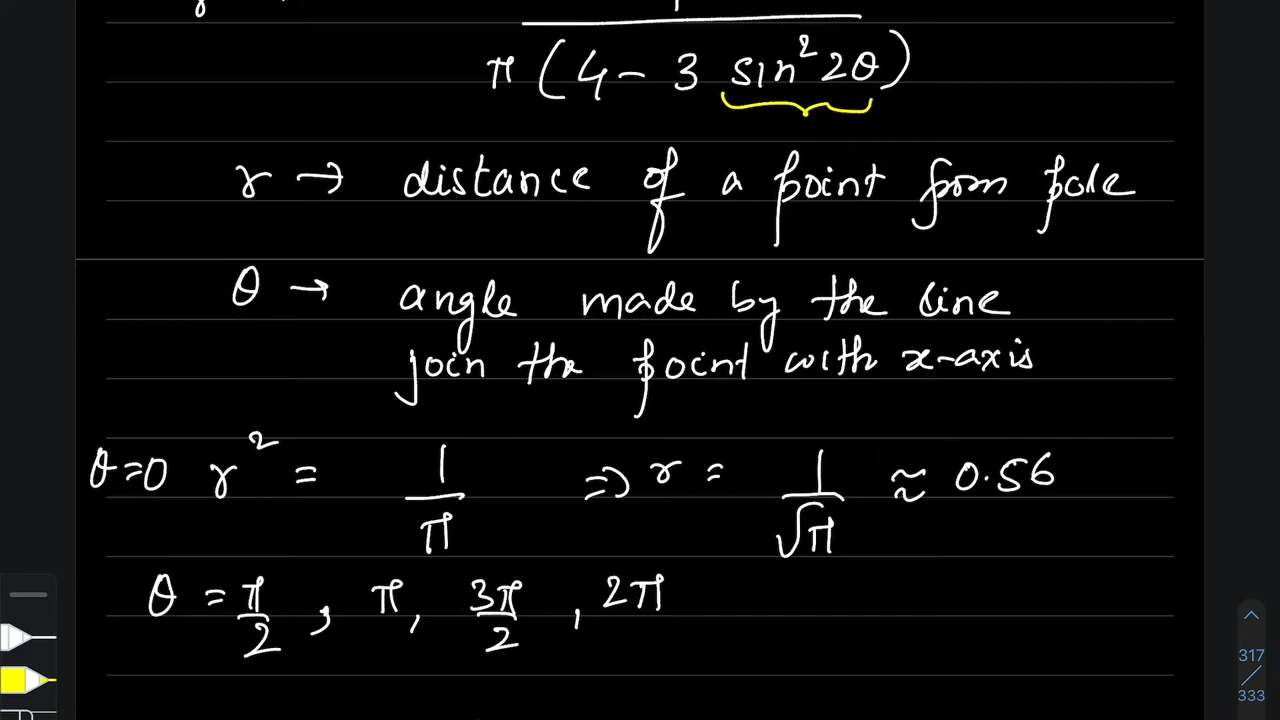 π(4 - 3 sin²2θ)
r → distance of a point from pole
θ → angle made by the line
join the point with x-axis
θ=0 r² = 1/π ⇒ r = 1/√π ≈ 0.56
θ = π/2, π, 3π/2, 2π
317
/
333